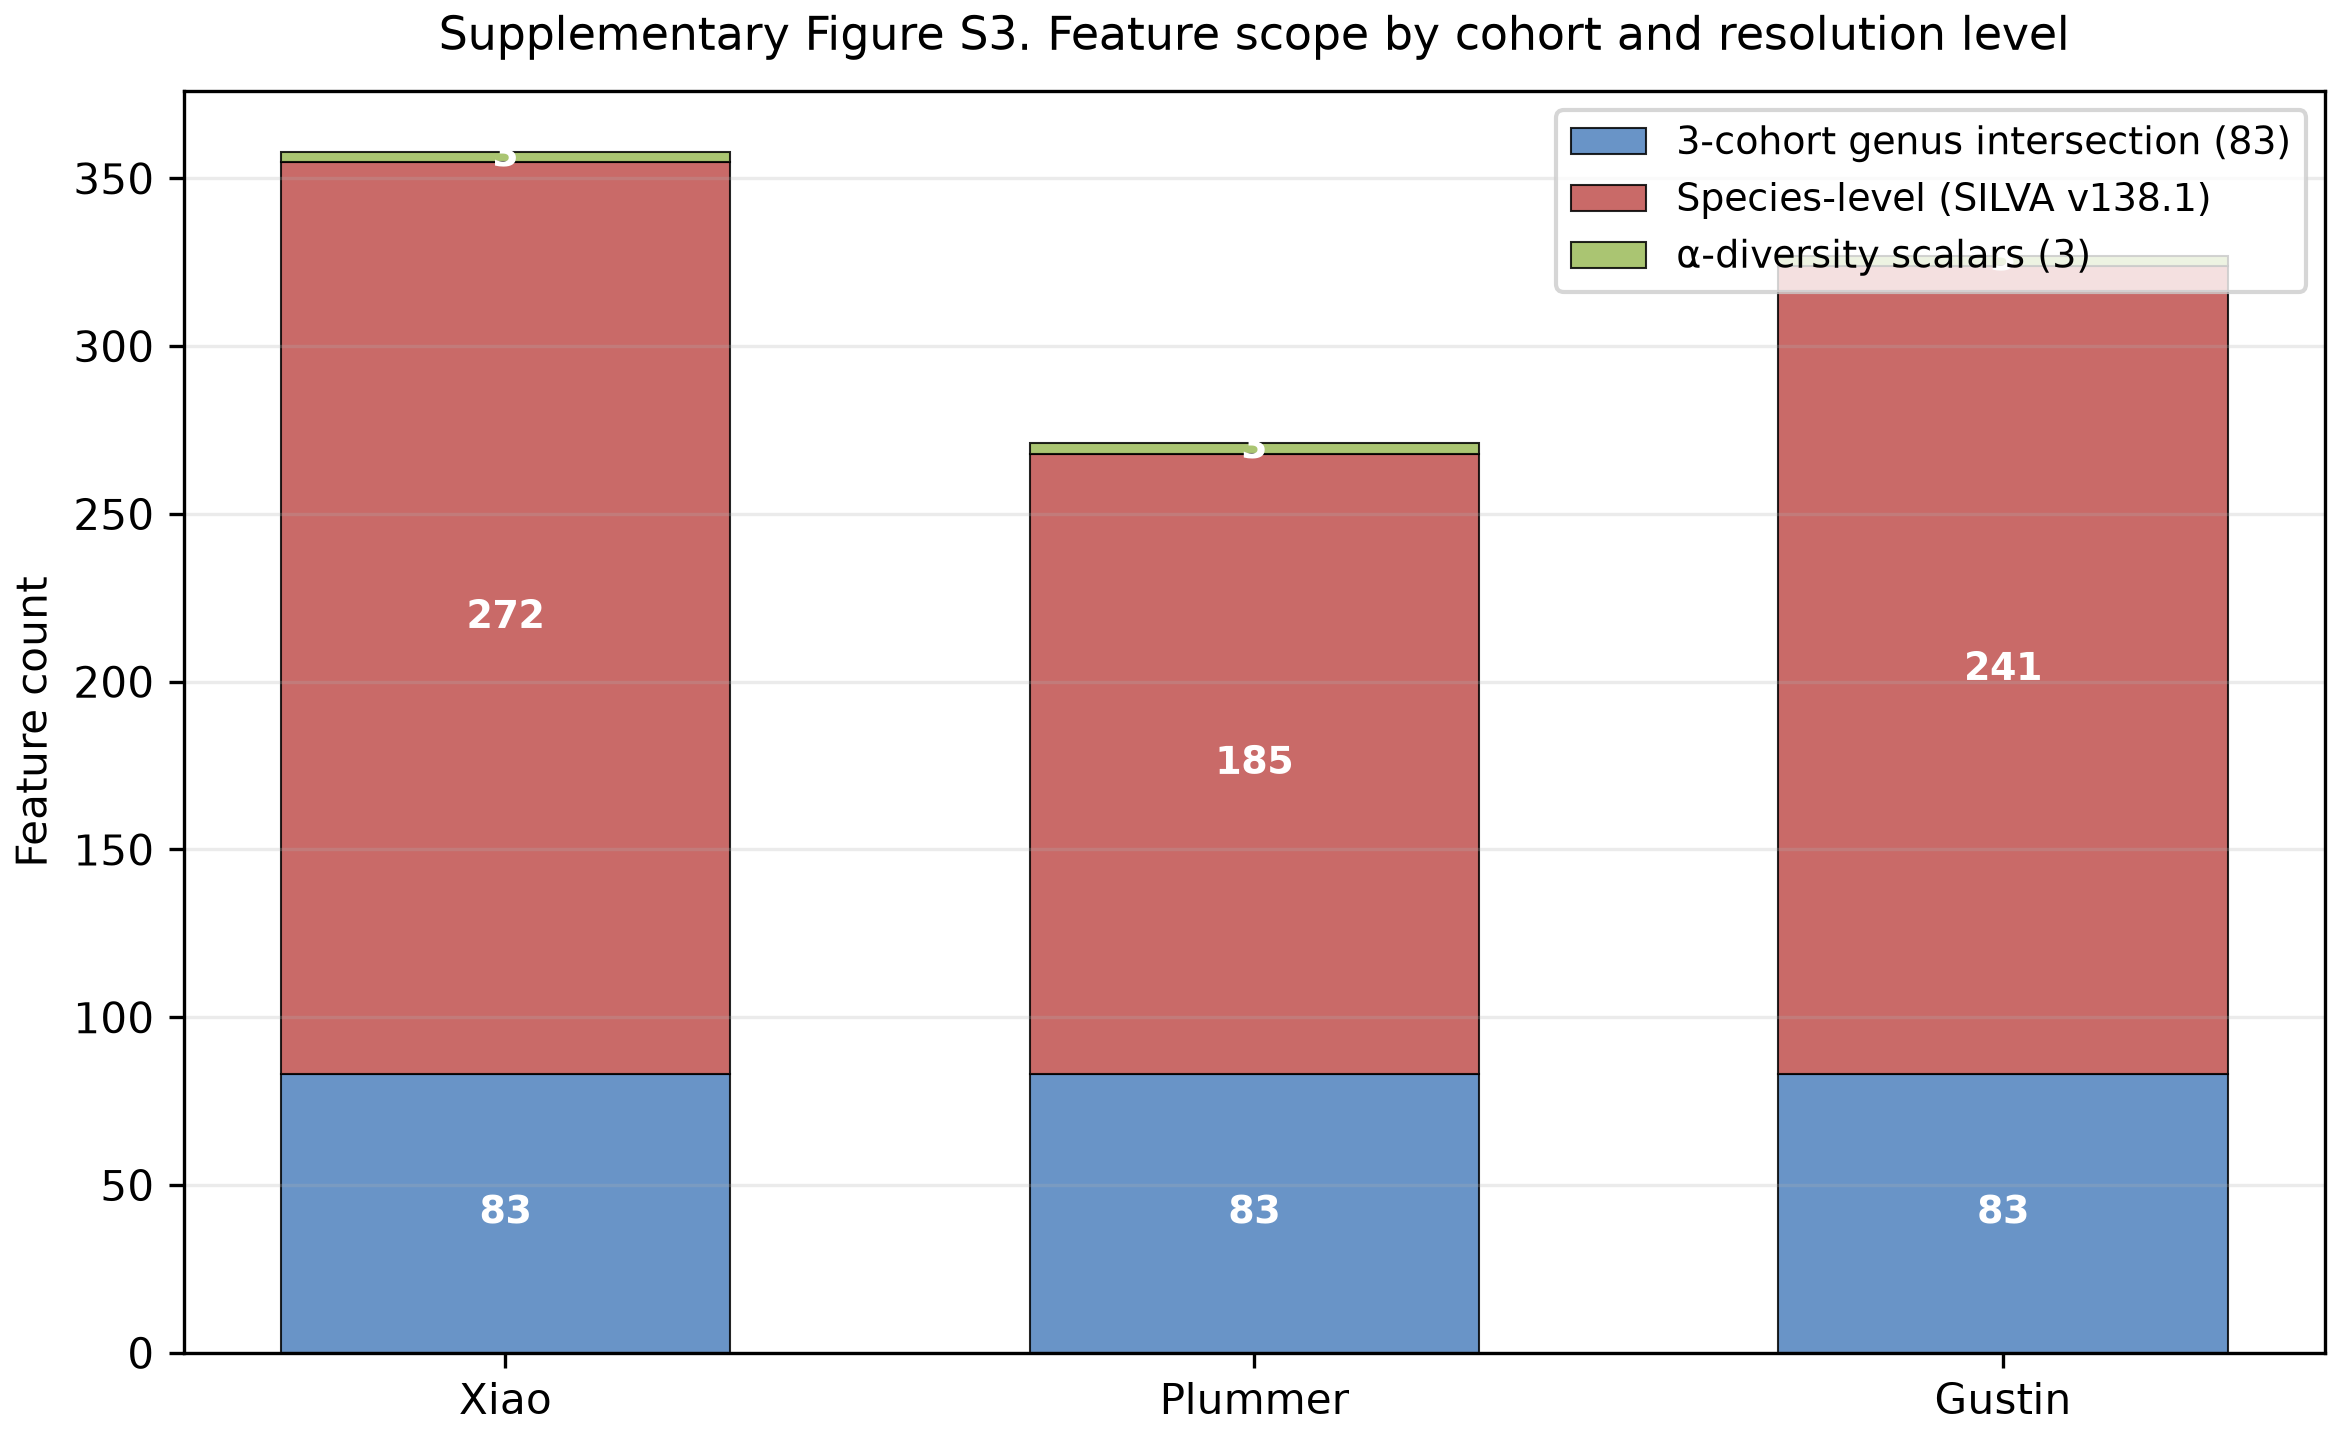 Supplementary Figure S3. Feature scope by cohort and resolution level
3-cohort genus intersection (83)
Species-level (SILVA v138.1)
α-diversity scalars (3)
Feature count
350
300
250
200
150
100
50
0
3
272
83
3
185
83
241
83
Xiao
Plummer
Gustin